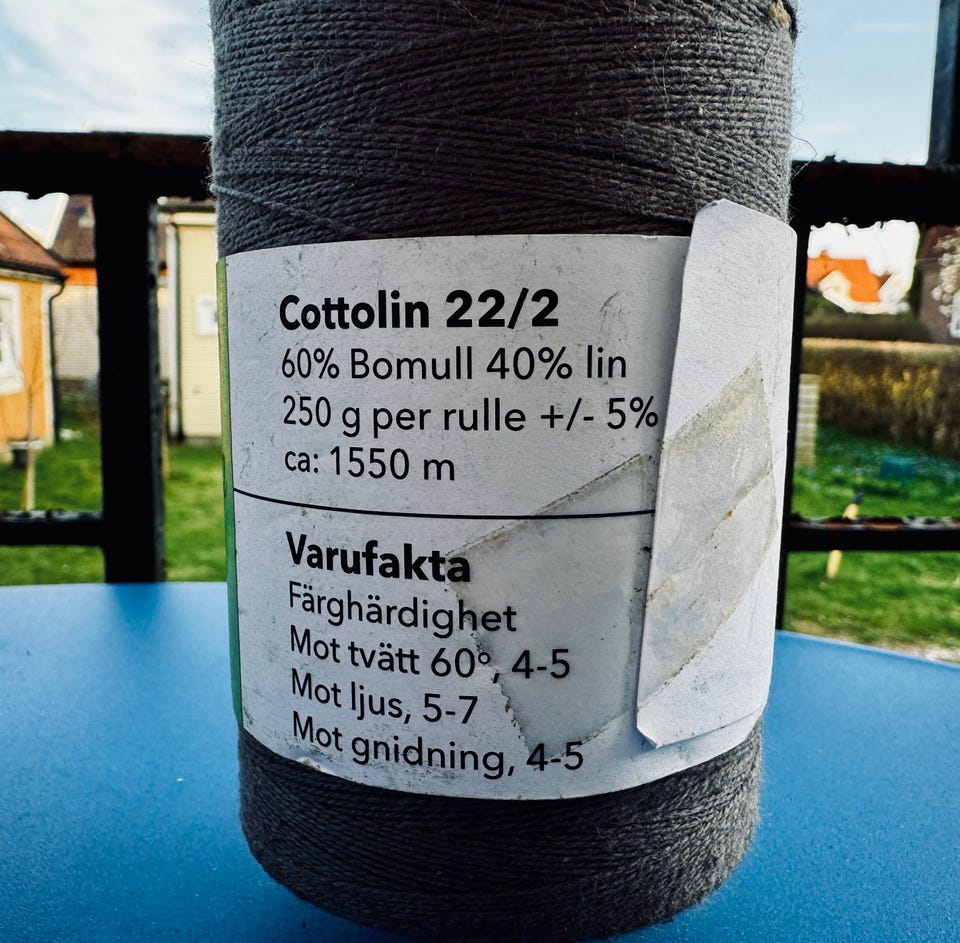 Cottolin 22/2
60% Bomull 40% lin
250 g per rulle +/- 5%
ca: 1550 m
Varufakta
Färghärdighet
Mot tvätt 60°, 4-5
Mot ljus, 5-7
Mot gnidning, 4-5